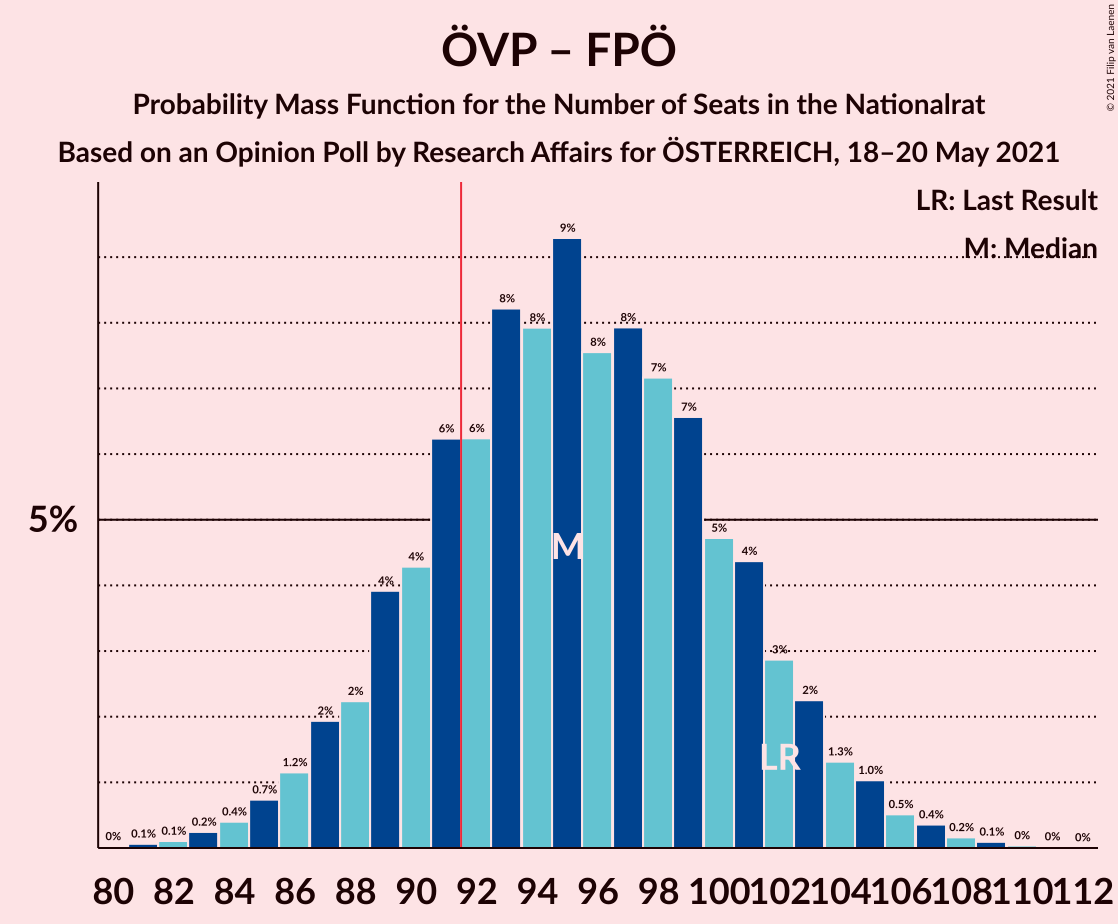 ÖVP – FPÖ
Probability Mass Function for the Number of Seats in the Nationalrat
Based on an Opinion Poll by Research Affairs for ÖSTERREICH, 18–20 May 2021
© 2021 Filip van Laenen
LR: Last Result
M: Median
5%
0% 0.1% 0.1% 0.2% 0.4% 0.7% 1.2% 2% 2% 4% 4% 6% 6% 8% 8% 9% 8% 8% 7% 7% 5% 4% 3% 2% 1.3% 1.0% 0.5% 0.4% 0.2% 0.1% 0% 0% 0%
M
LR
80 82 84 86 88 90 92 94 96 98 100 102 104 106 108 110 112